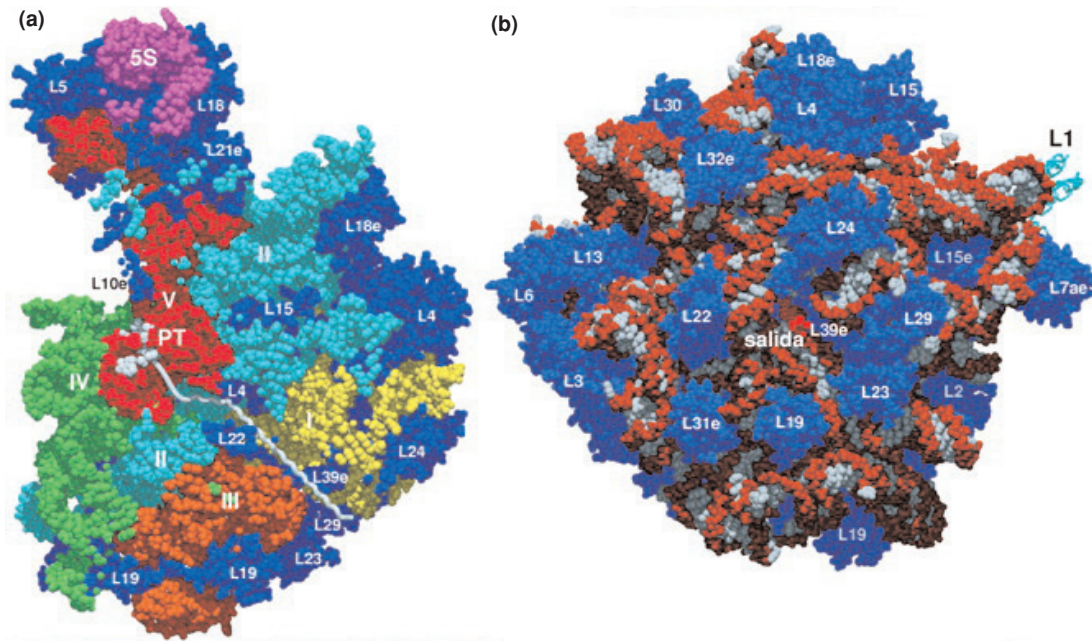 (a)
5S
L5
L18
L21e
L18e
II
L10e
V
L15
L4
PT
IV
L4
I
L22
L24
II
L39e
III
L29
L23
L19
L19
(b)
L18e
L15
L30
L4
L1
L32e
L24
L13
L15e
L7ae
L6
L22
L39e
L29
salida
L3
L2
L23
L31e
L19
L19